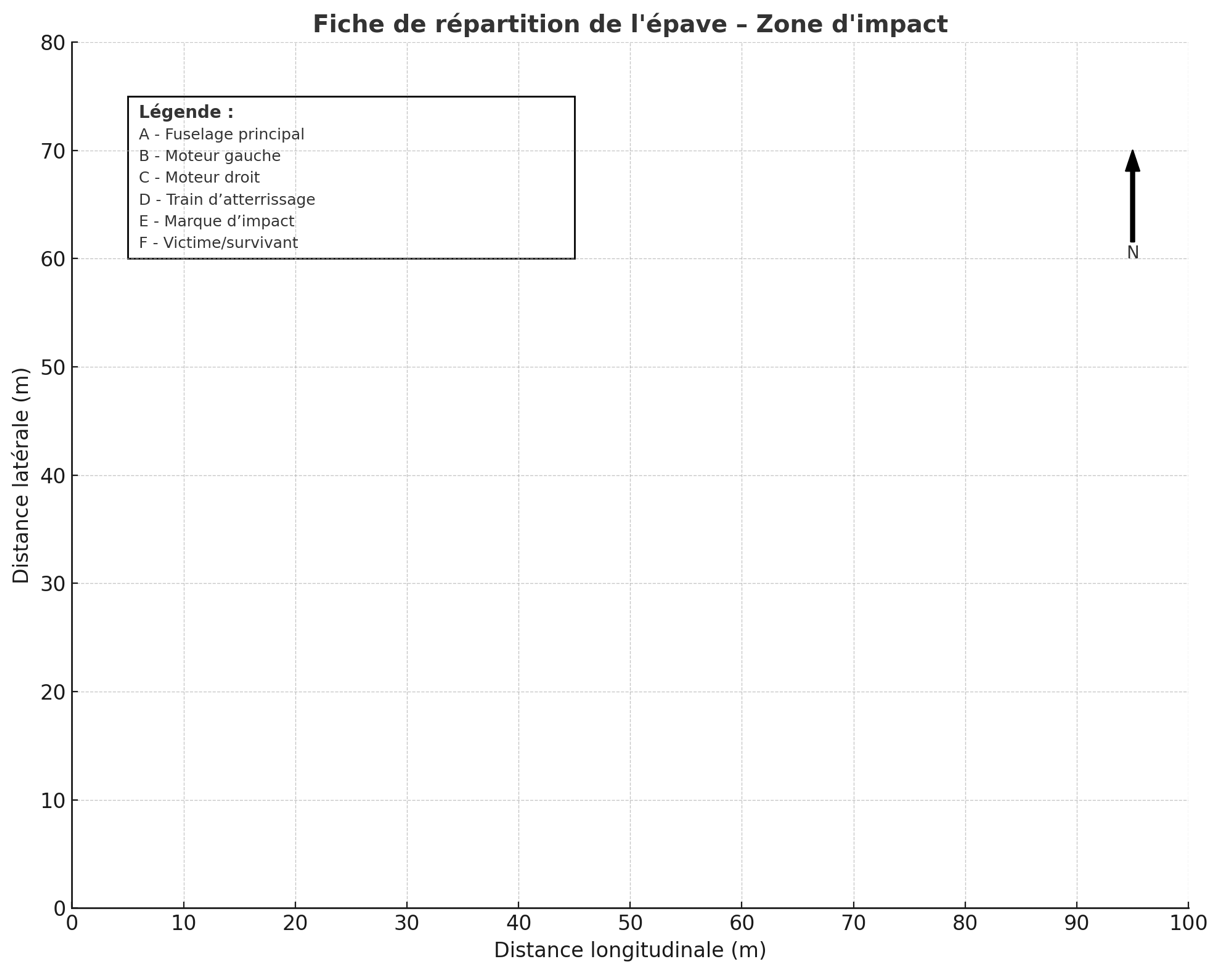 Fiche de répartition de l'épave – Zone d'impact
80
70
60
50
40
30
20
10
0
Légende :
A - Fuselage principal
B - Moteur gauche
C - Moteur droit
D - Train d’atterrissage
E - Marque d’impact
F - Victime/survivant
N
Distance latérale (m)
0 10 20 30 40 50 60 70 80 90 100
Distance longitudinale (m)